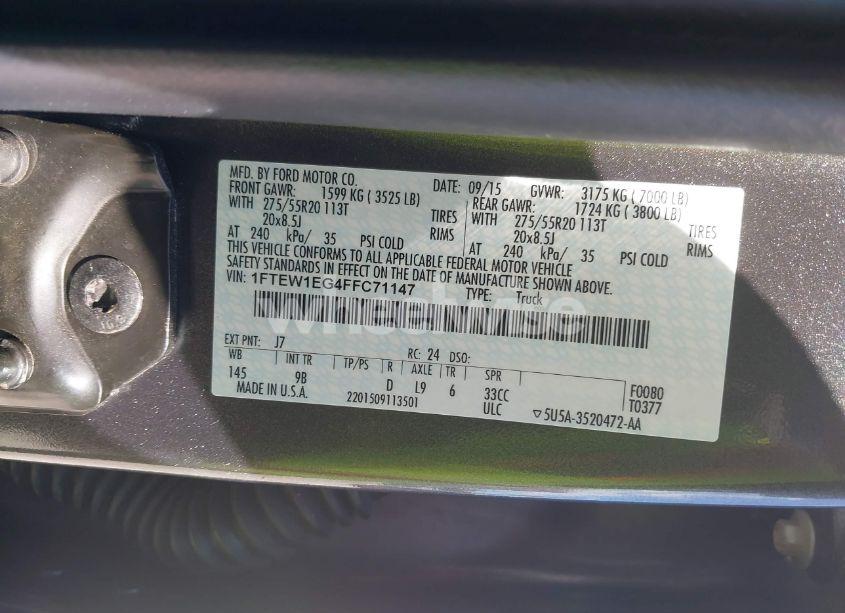 MFD. BY FORD MOTOR CO.
DATE: 09/15 GVWR: 3175 KG ( 7000 LB)
FRONT GAWR: 1599 KG ( 3525 LB) REAR GAWR: 1724 KG ( 3800 LB)
WITH 275/55R20 113T TIRES WITH 275/55R20 113T TIRES
20x8.5J RIMS 20x8.5J RIMS
AT 240 kPa/ 35 PSI COLD AT 240 kPa/ 35 PSI COLD
THIS VEHICLE CONFORMS TO ALL APPLICABLE FEDERAL MOTOR VEHICLE
SAFETY STANDARDS IN EFFECT ON THE DATE OF MANUFACTURE SHOWN ABOVE.
VIN: 1FTEW1EG4FFC71147 TYPE: Truck
wheelverse
EXT PNT: J7 RC: 24 DSO:
WB INT TR TP/PS R AXLE TR SPR
145 9B D L9 6 33CC F0080
MADE IN U.S.A. 2201509113501 ULC ▽5U5A-3520472-AA T0377